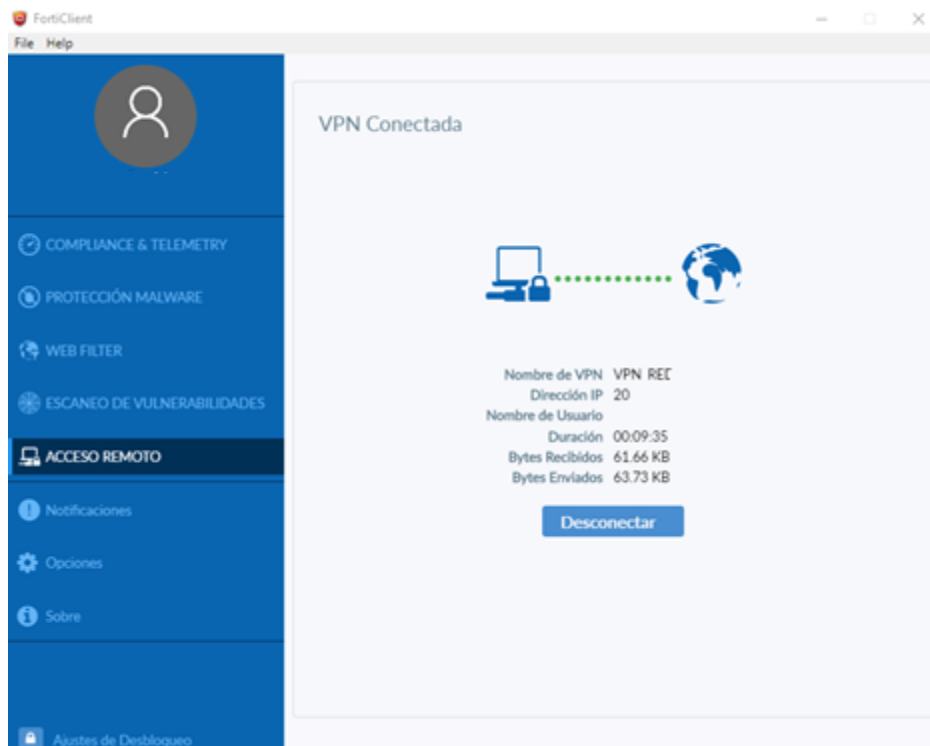 FortiClient
File Help
COMPLIANCE & TELEMETRY
PROTECCIÓN MALWARE
WEB FILTER
ESCANEO DE VULNERABILIDADES
ACCESO REMOTO
Notificaciones
Opciones
Sobre
Ajustes de Desbloqueo
VPN Conectada
Nombre de VPN VPN RED
Dirección IP 20
Nombre de Usuario
Duración 00:09:35
Bytes Recibidos 61.66 KB
Bytes Enviados 63.73 KB
Desconectar